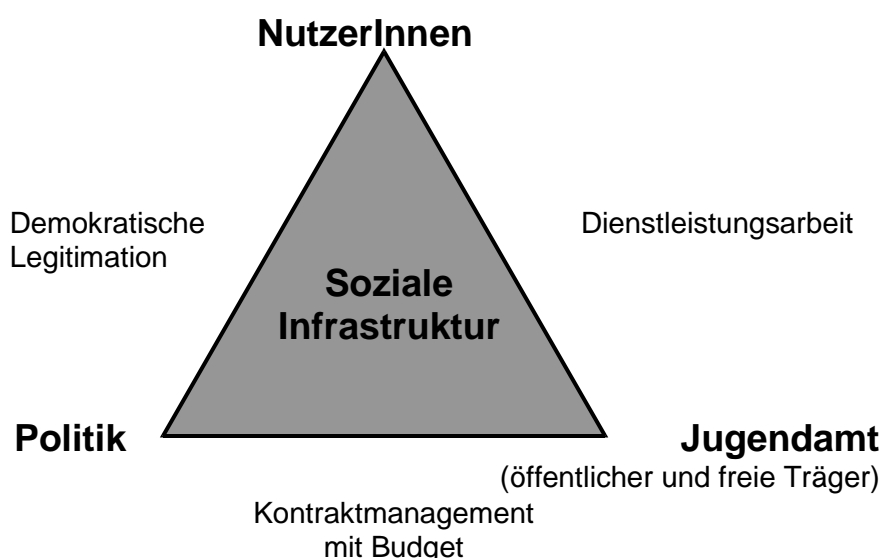 NutzerInnen
Demokratische
Legitimation
Dienstleistungsarbeit
Soziale
Infrastruktur
Politik
Jugendamt
(öffentlicher und freie Träger)
Kontraktmanagement
mit Budget